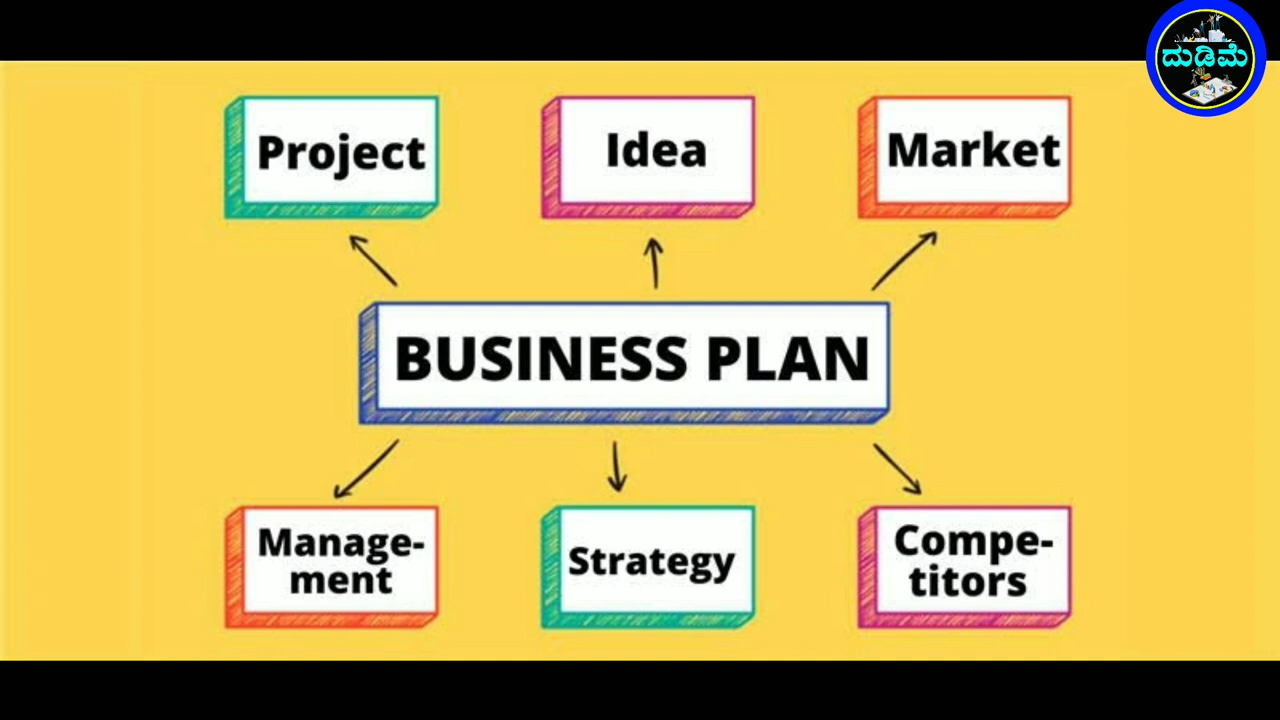 ದುಡಿಮೆ
Project
Idea
Market
BUSINESS PLAN
Manage-
ment
Strategy
Compe-
titors